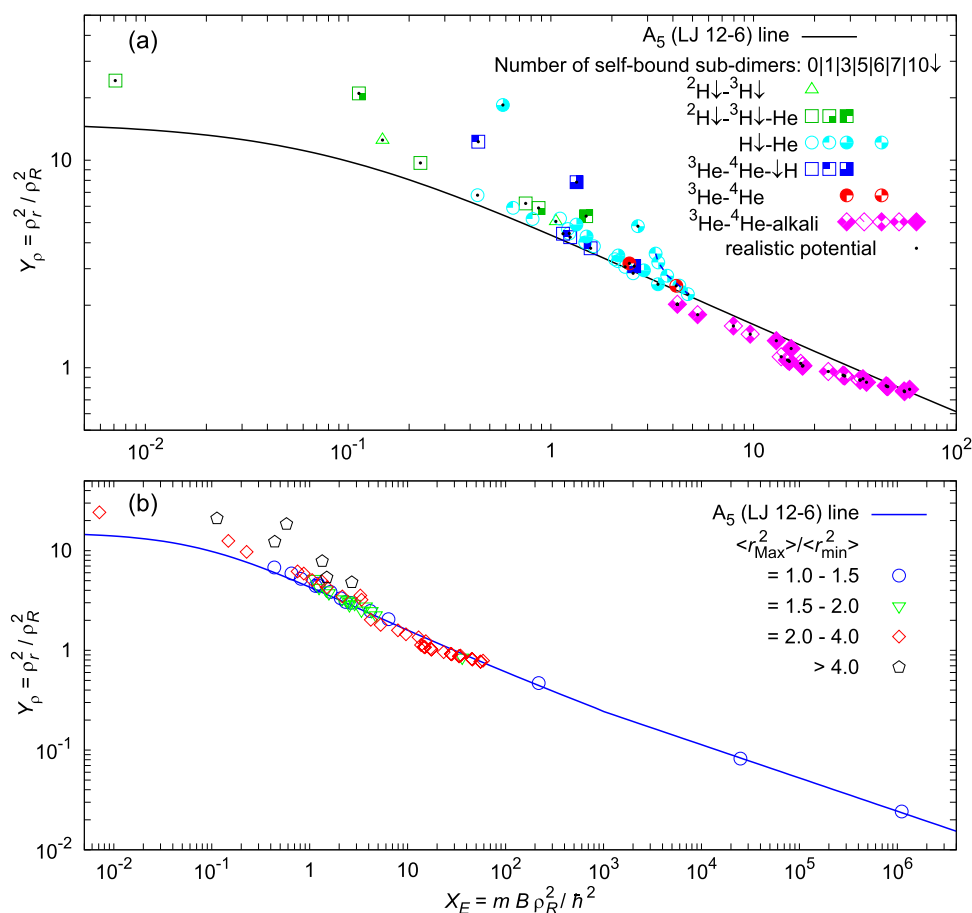 (a)
A₅ (LJ 12-6) line
Number of self-bound sub-dimers: 0|1|3|5|6|7|10↓
²H↓-³H↓
²H↓-³H↓-He
H↓-He
³He-⁴He-↓H
³He-⁴He
³He-⁴He-alkali
realistic potential
Yρ = ρᵣ² / ρ_R²
10
1
10⁻²
10⁻¹
1
10
10²
(b)
A₅ (LJ 12-6) line
<r²Max>/<r²min>
= 1.0 - 1.5
= 1.5 - 2.0
= 2.0 - 4.0
> 4.0
Yρ = ρᵣ² / ρ_R²
10
1
10⁻¹
10⁻²
10⁻²
10⁻¹
1
10
10²
10³
10⁴
10⁵
10⁶
X_E = m B ρ_R² / ħ²